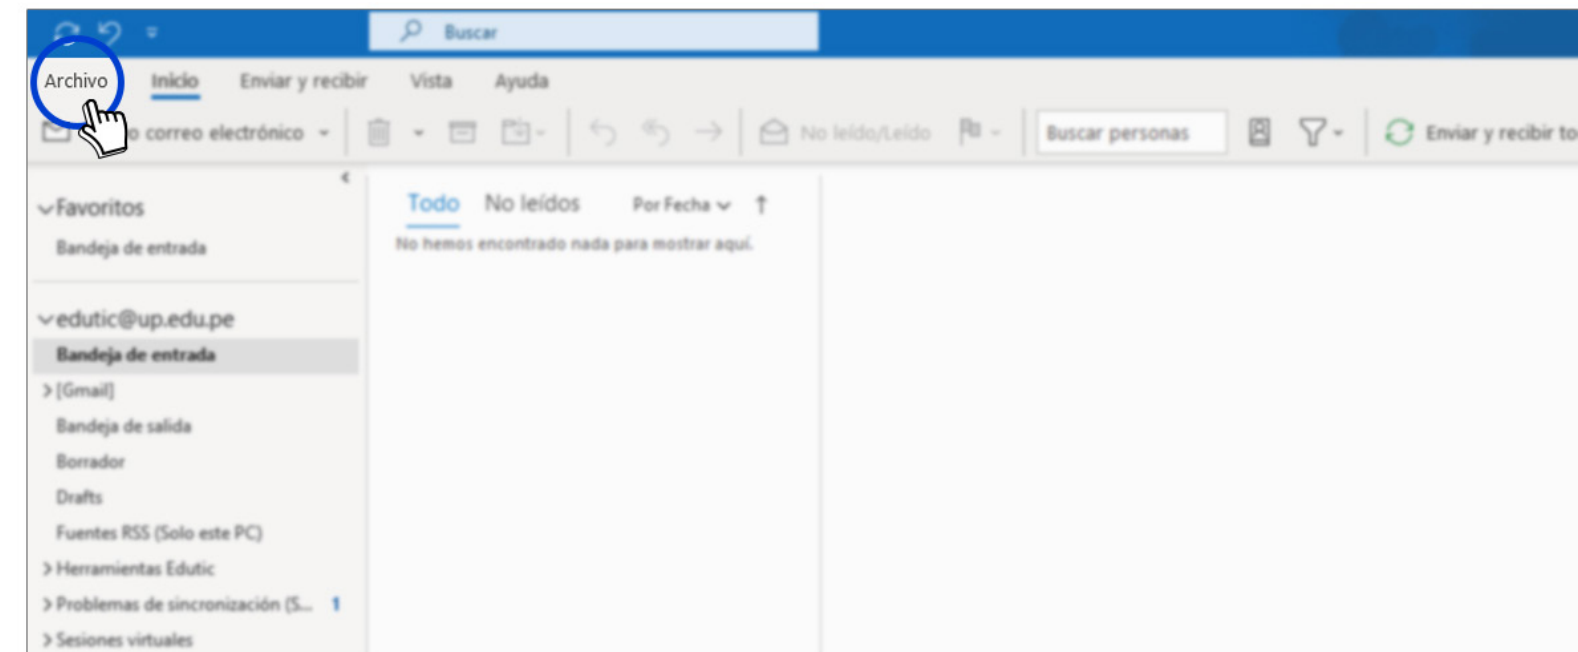 Buscar
Archivo Inicio Enviar y recibir Vista Ayuda
correo electrónico No leído/Leído Buscar personas Enviar y recibir
Favoritos
Todo No leídos Por Fecha
Bandeja de entrada
No hemos encontrado nada para mostrar aquí.
edutic@up.edu.pe
Bandeja de entrada
[Gmail]
Bandeja de salida
Borrador
Drafts
Fuentes RSS (Solo este PC)
Herramientas Edutic
Problemas de sincronización (S... 1
Sesiones virtuales